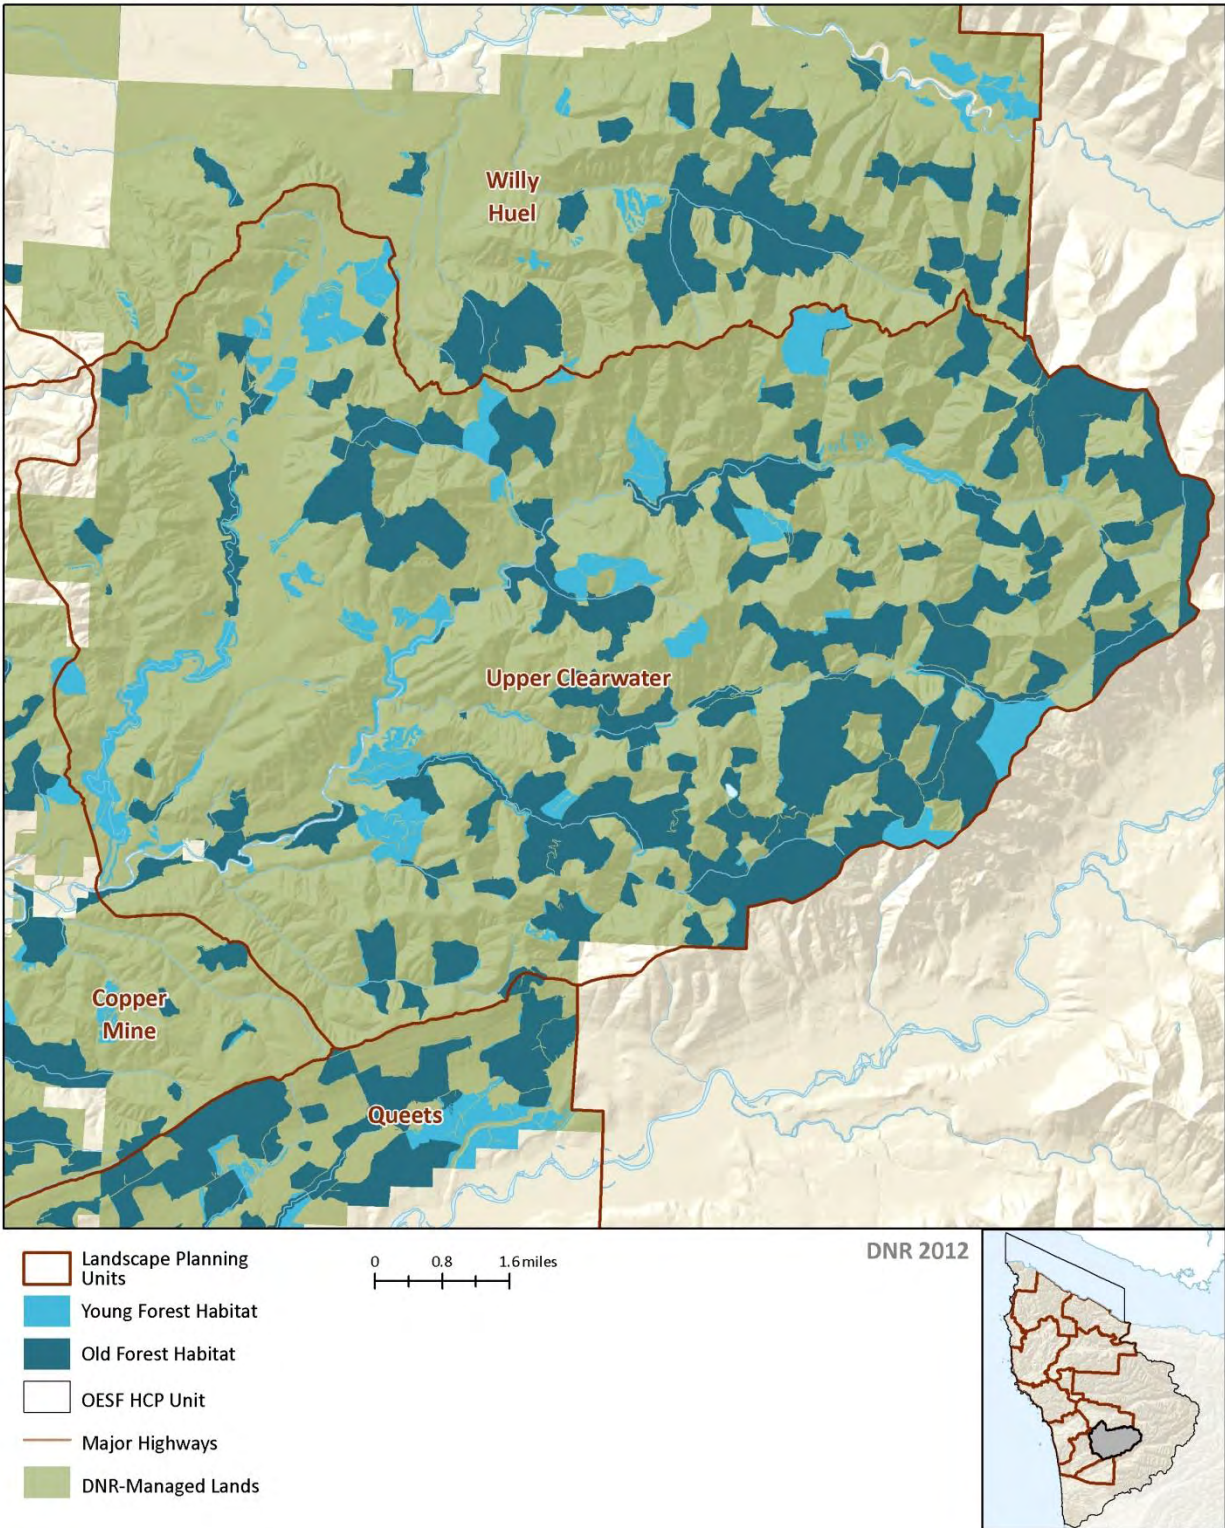 Willy
Huel
Upper Clearwater
Copper
Mine
Queets
Landscape Planning
Units
Young Forest Habitat
Old Forest Habitat
OESF HCP Unit
Major Highways
DNR-Managed Lands
0 0.8 1.6 miles
DNR 2012